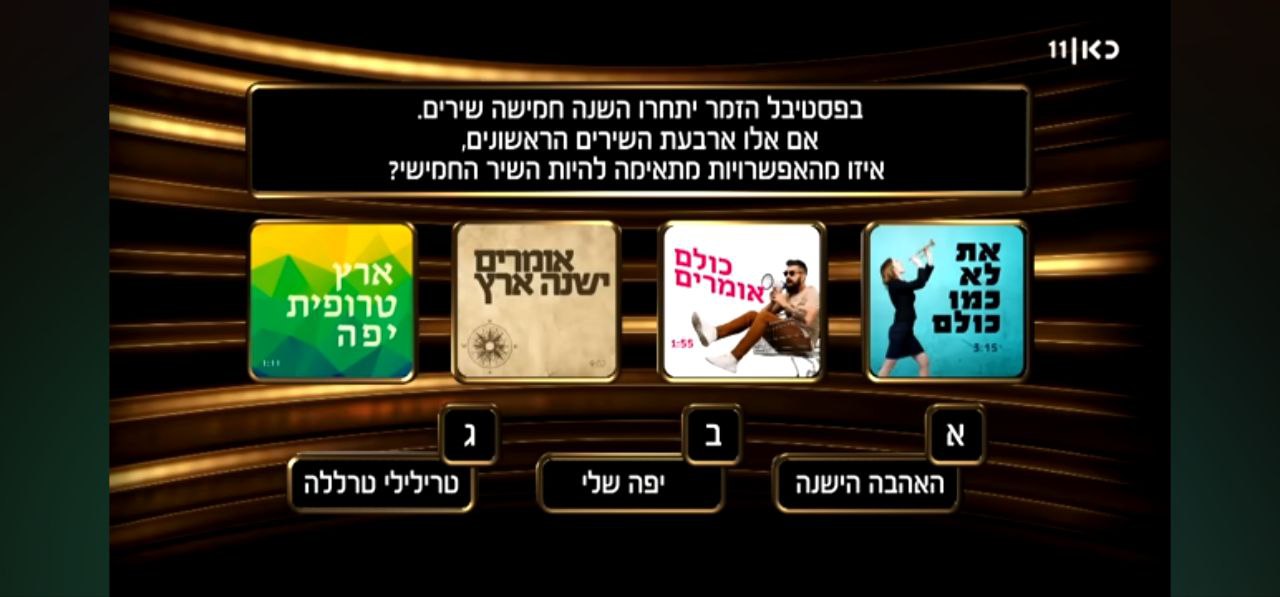 כאן|11
בפסטיבל הזמר יתחרו השנה חמישה שירים.
אם אלו ארבעת השירים הראשונים,
איזו מהאפשרויות מתאימה להיות השיר החמישי?
את
לא
כמו
כולם
3:15
כולם
אומרים
1:55
אומרים
ישנה ארץ
ארץ
טרופית
יפה
1:11
א
האהבה הישנה
ב
יפה שלי
ג
טרילילי טרללה